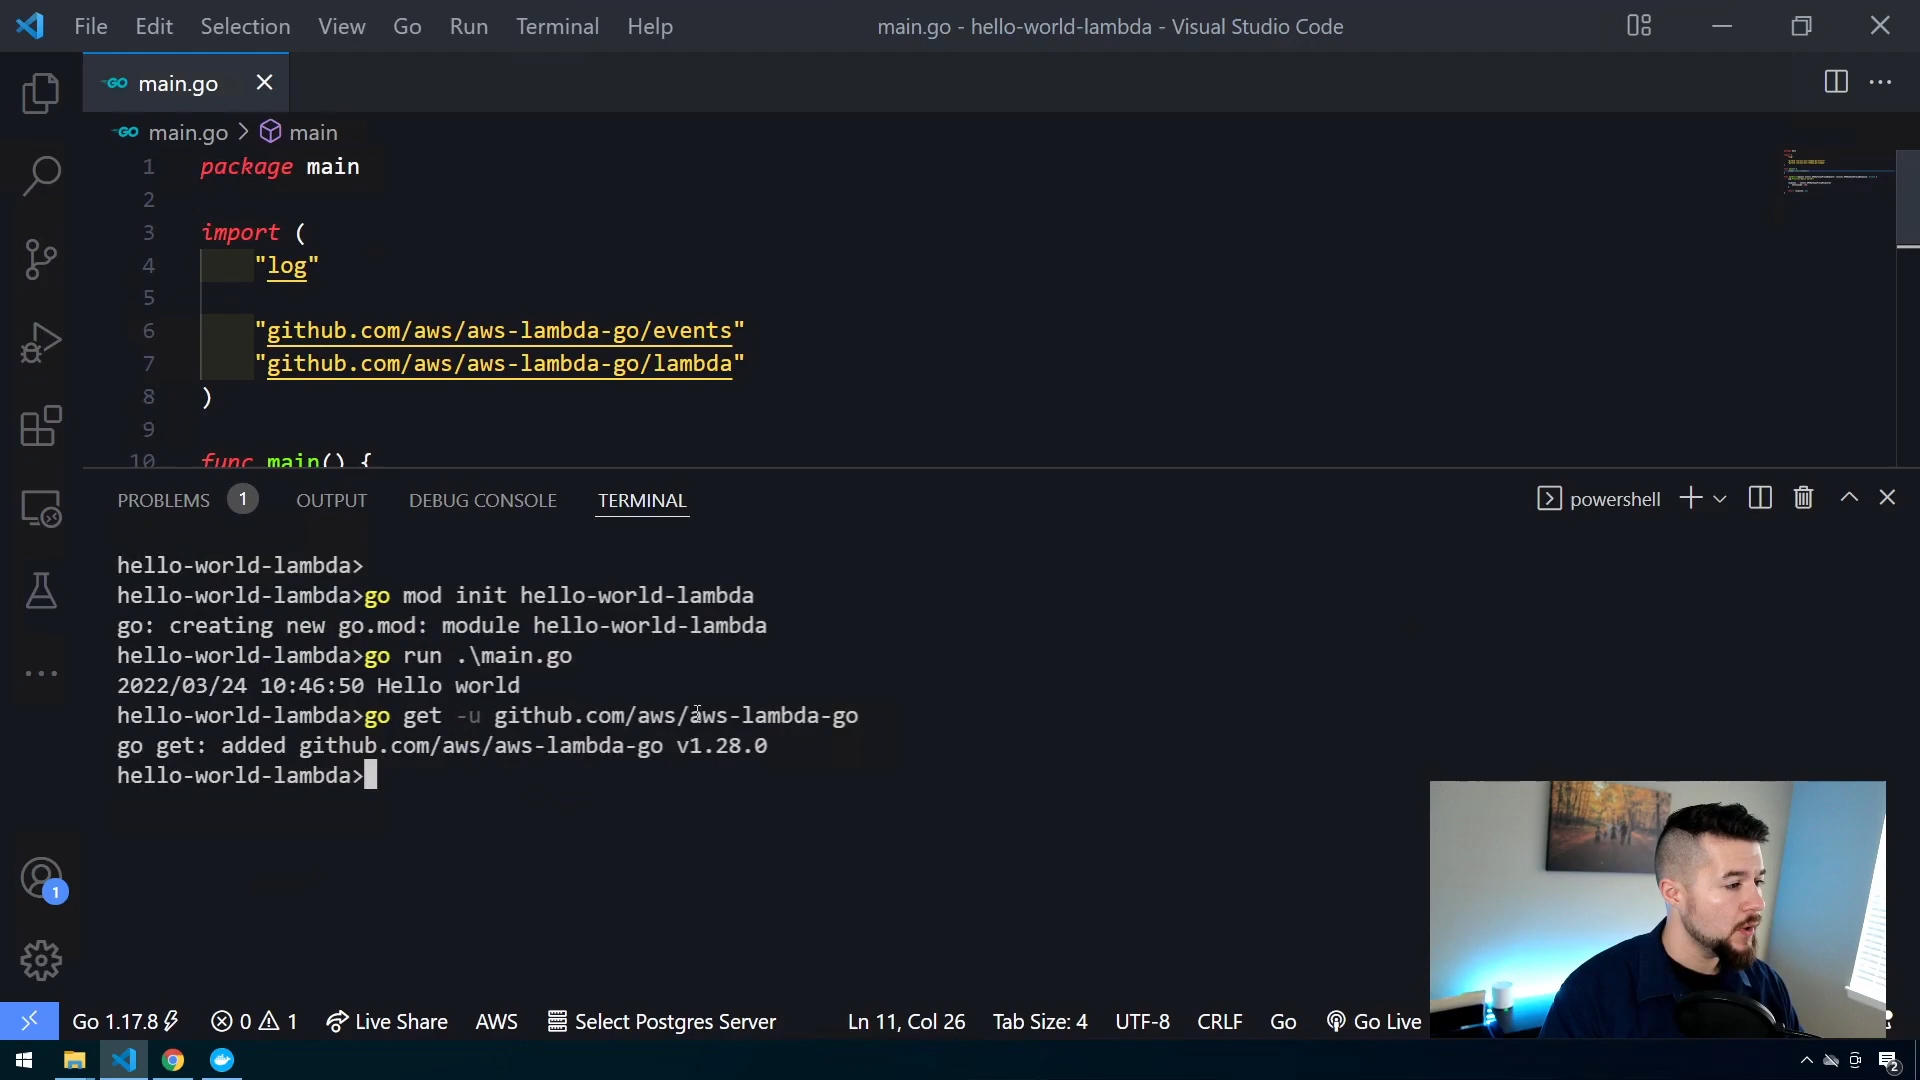 File Edit Selection View Go Run Terminal Help main.go - hello-world-lambda - Visual Studio Code
GO main.go
GO main.go > main
1 package main
2
3 import (
4 "log"
5
6 "github.com/aws/aws-lambda-go/events"
7 "github.com/aws/aws-lambda-go/lambda"
8 )
9
10 func main() {
PROBLEMS 1 OUTPUT DEBUG CONSOLE TERMINAL powershell
hello-world-lambda>
hello-world-lambda>go mod init hello-world-lambda
go: creating new go.mod: module hello-world-lambda
hello-world-lambda>go run .\main.go
2022/03/24 10:46:50 Hello world
hello-world-lambda>go get -u github.com/aws/aws-lambda-go
go get: added github.com/aws/aws-lambda-go v1.28.0
hello-world-lambda>
1
Go 1.17.8 0 1 Live Share AWS Select Postgres Server Ln 11, Col 26 Tab Size: 4 UTF-8 CRLF Go Go Live
2